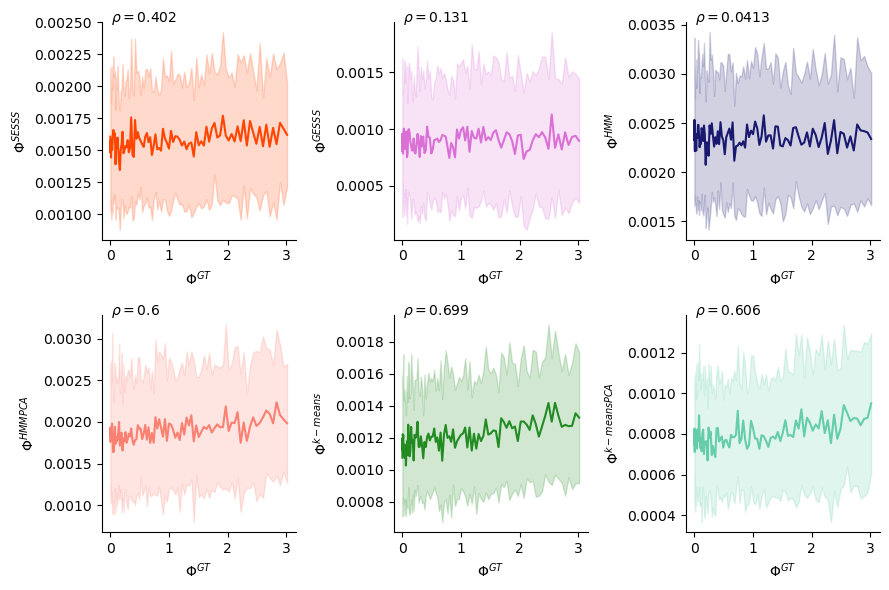 ρ = 0.402
0.00250
0.00225
0.00200
0.00175
0.00150
0.00125
0.00100
Φ^SESSS
0 1 2 3
Φ^GT
ρ = 0.131
0.0015
0.0010
0.0005
Φ^GESSS
0 1 2 3
Φ^GT
ρ = 0.0413
0.0035
0.0030
0.0025
0.0020
0.0015
Φ^HMM
0 1 2 3
Φ^GT
ρ = 0.6
0.0030
0.0025
0.0020
0.0015
0.0010
Φ^HMMPCA
0 1 2 3
Φ^GT
ρ = 0.699
0.0018
0.0016
0.0014
0.0012
0.0010
0.0008
Φ^k−means
0 1 2 3
Φ^GT
ρ = 0.606
0.0012
0.0010
0.0008
0.0006
0.0004
Φ^k−meansPCA
0 1 2 3
Φ^GT